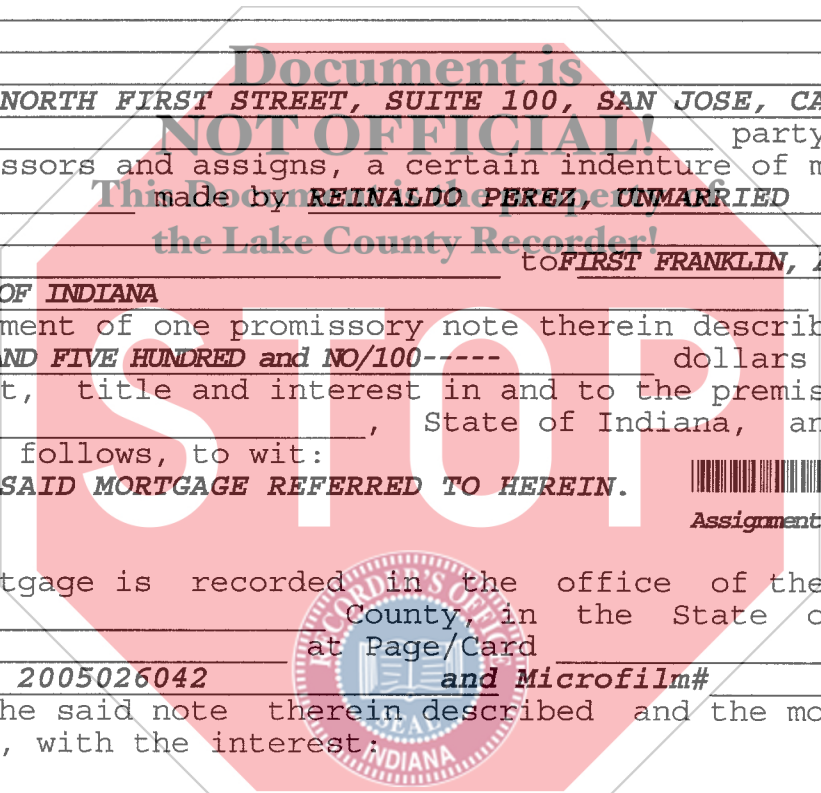 Document is
NORTH FIRST STREET, SUITE 100, SAN JOSE, CA
NOT OFFICIAL!
party
ssors and assigns, a certain indenture of m
This Document is the property of
made by REINALDO PEREZ, UNMARRIED
the Lake County Recorder!
toFIRST FRANKLIN, A
OF INDIANA
ment of one promissory note therein describ
AND FIVE HUNDRED and NO/100-----
dollars
t, title and interest in and to the premis
, State of Indiana, an
follows, to wit:
SAID MORTGAGE REFERRED TO HEREIN.
STOP
Assignment
tgage is recorded in the office of the
RECORDER'S OFFICE
County, in the State o
at Page/Card
2005026042 and Microfilm#
he said note therein described and the mo
SEAL
, with the interest:
INDIANA